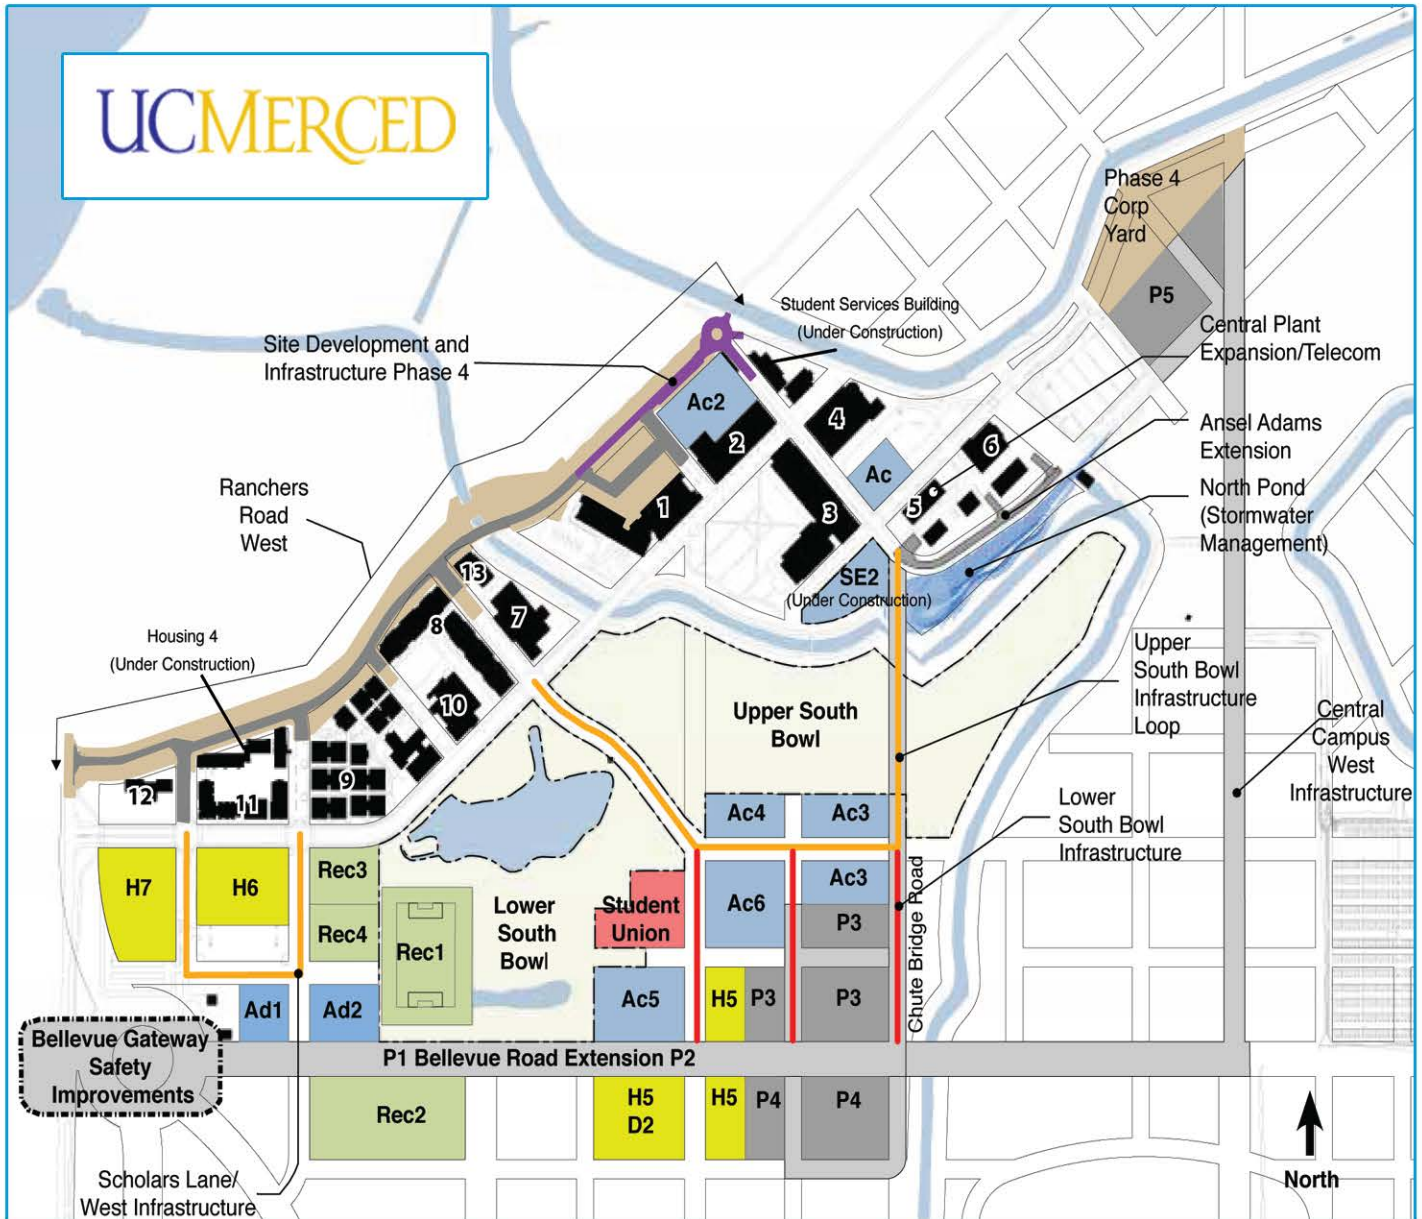 UCMERCED
Phase 4
Corp
Yard
P5
Student Services Building
(Under Construction)
Central Plant
Expansion/Telecom
Site Development and
Infrastructure Phase 4
Ac2
4
2
6
Ansel Adams
Extension
Ac
Ranchers
Road
West
North Pond
(Stormwater
Management)
1
3
5
13
SE2
(Under Construction)
7
8
Housing 4
(Under Construction)
10
Upper
South Bowl
Infrastructure
Loop
Upper South
Bowl
Central
Campus
West
Infrastructure
9
12
11
Lower
South Bowl
Infrastructure
Ac4
Ac3
H7
H6
Rec3
Rec4
Rec1
Lower
South
Bowl
Student
Union
Ac6
Ac3
P3
Chute Bridge Road
Ad1
Ad2
Ac5
H5
P3
P3
Bellevue Gateway
Safety
Improvements
P1 Bellevue Road Extension P2
Rec2
H5
D2
H5
P4
P4
North
Scholars Lane/
West Infrastructure